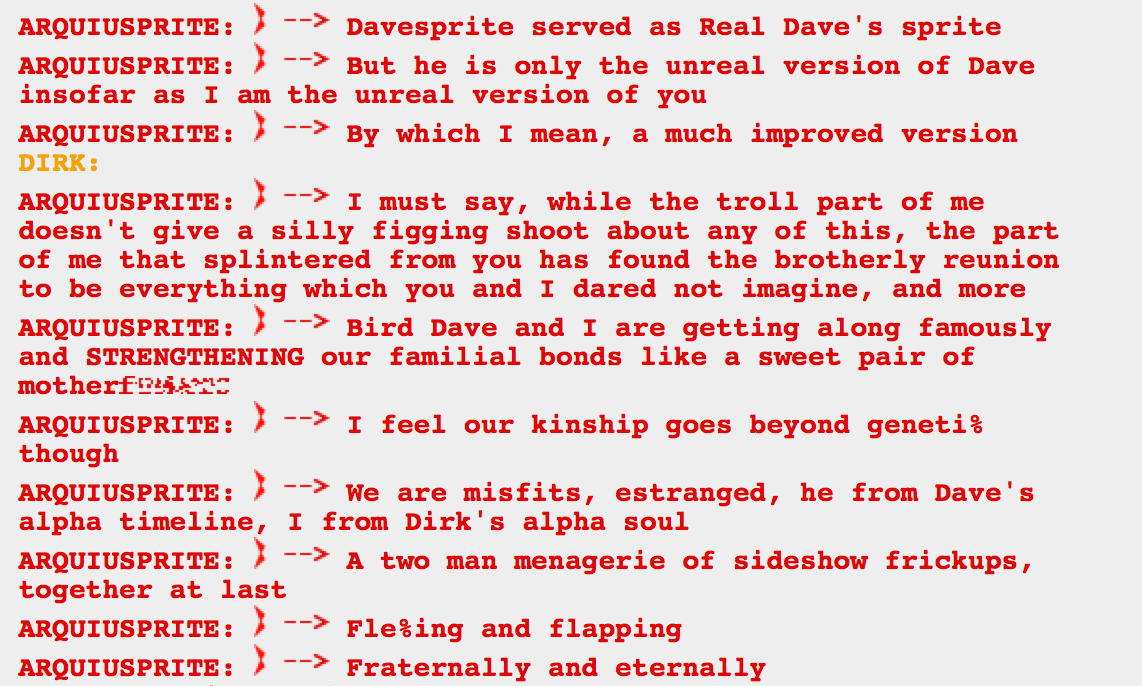 ARQUIUSPRITE: --> Davesprite served as Real Dave's sprite
ARQUIUSPRITE: --> But he is only the unreal version of Dave
insofar as I am the unreal version of you
ARQUIUSPRITE: --> By which I mean, a much improved version
DIRK:
ARQUIUSPRITE: --> I must say, while the troll part of me
doesn't give a silly figging shoot about any of this, the part
of me that splintered from you has found the brotherly reunion
to be everything which you and I dared not imagine, and more
ARQUIUSPRITE: --> Bird Dave and I are getting along famously
and STRENGTHENING our familial bonds like a sweet pair of
mother
ARQUIUSPRITE: --> I feel our kinship goes beyond geneti%
though
ARQUIUSPRITE: --> We are misfits, estranged, he from Dave's
alpha timeline, I from Dirk's alpha soul
ARQUIUSPRITE: --> A two man menagerie of sideshow frickups,
together at last
ARQUIUSPRITE: --> Fle%ing and flapping
ARQUIUSPRITE: --> Fraternally and eternally